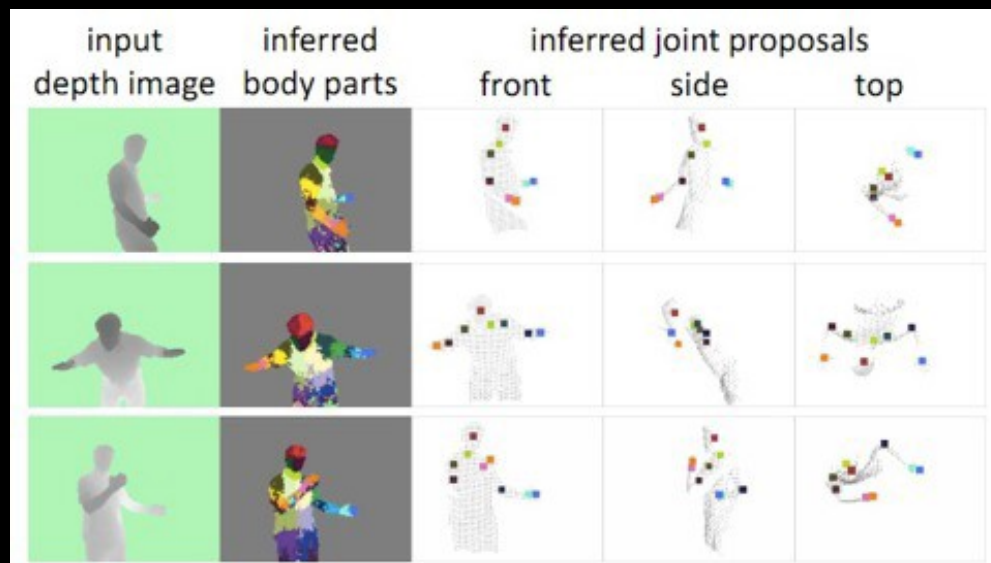 input inferred inferred joint proposals
depth image body parts front side top